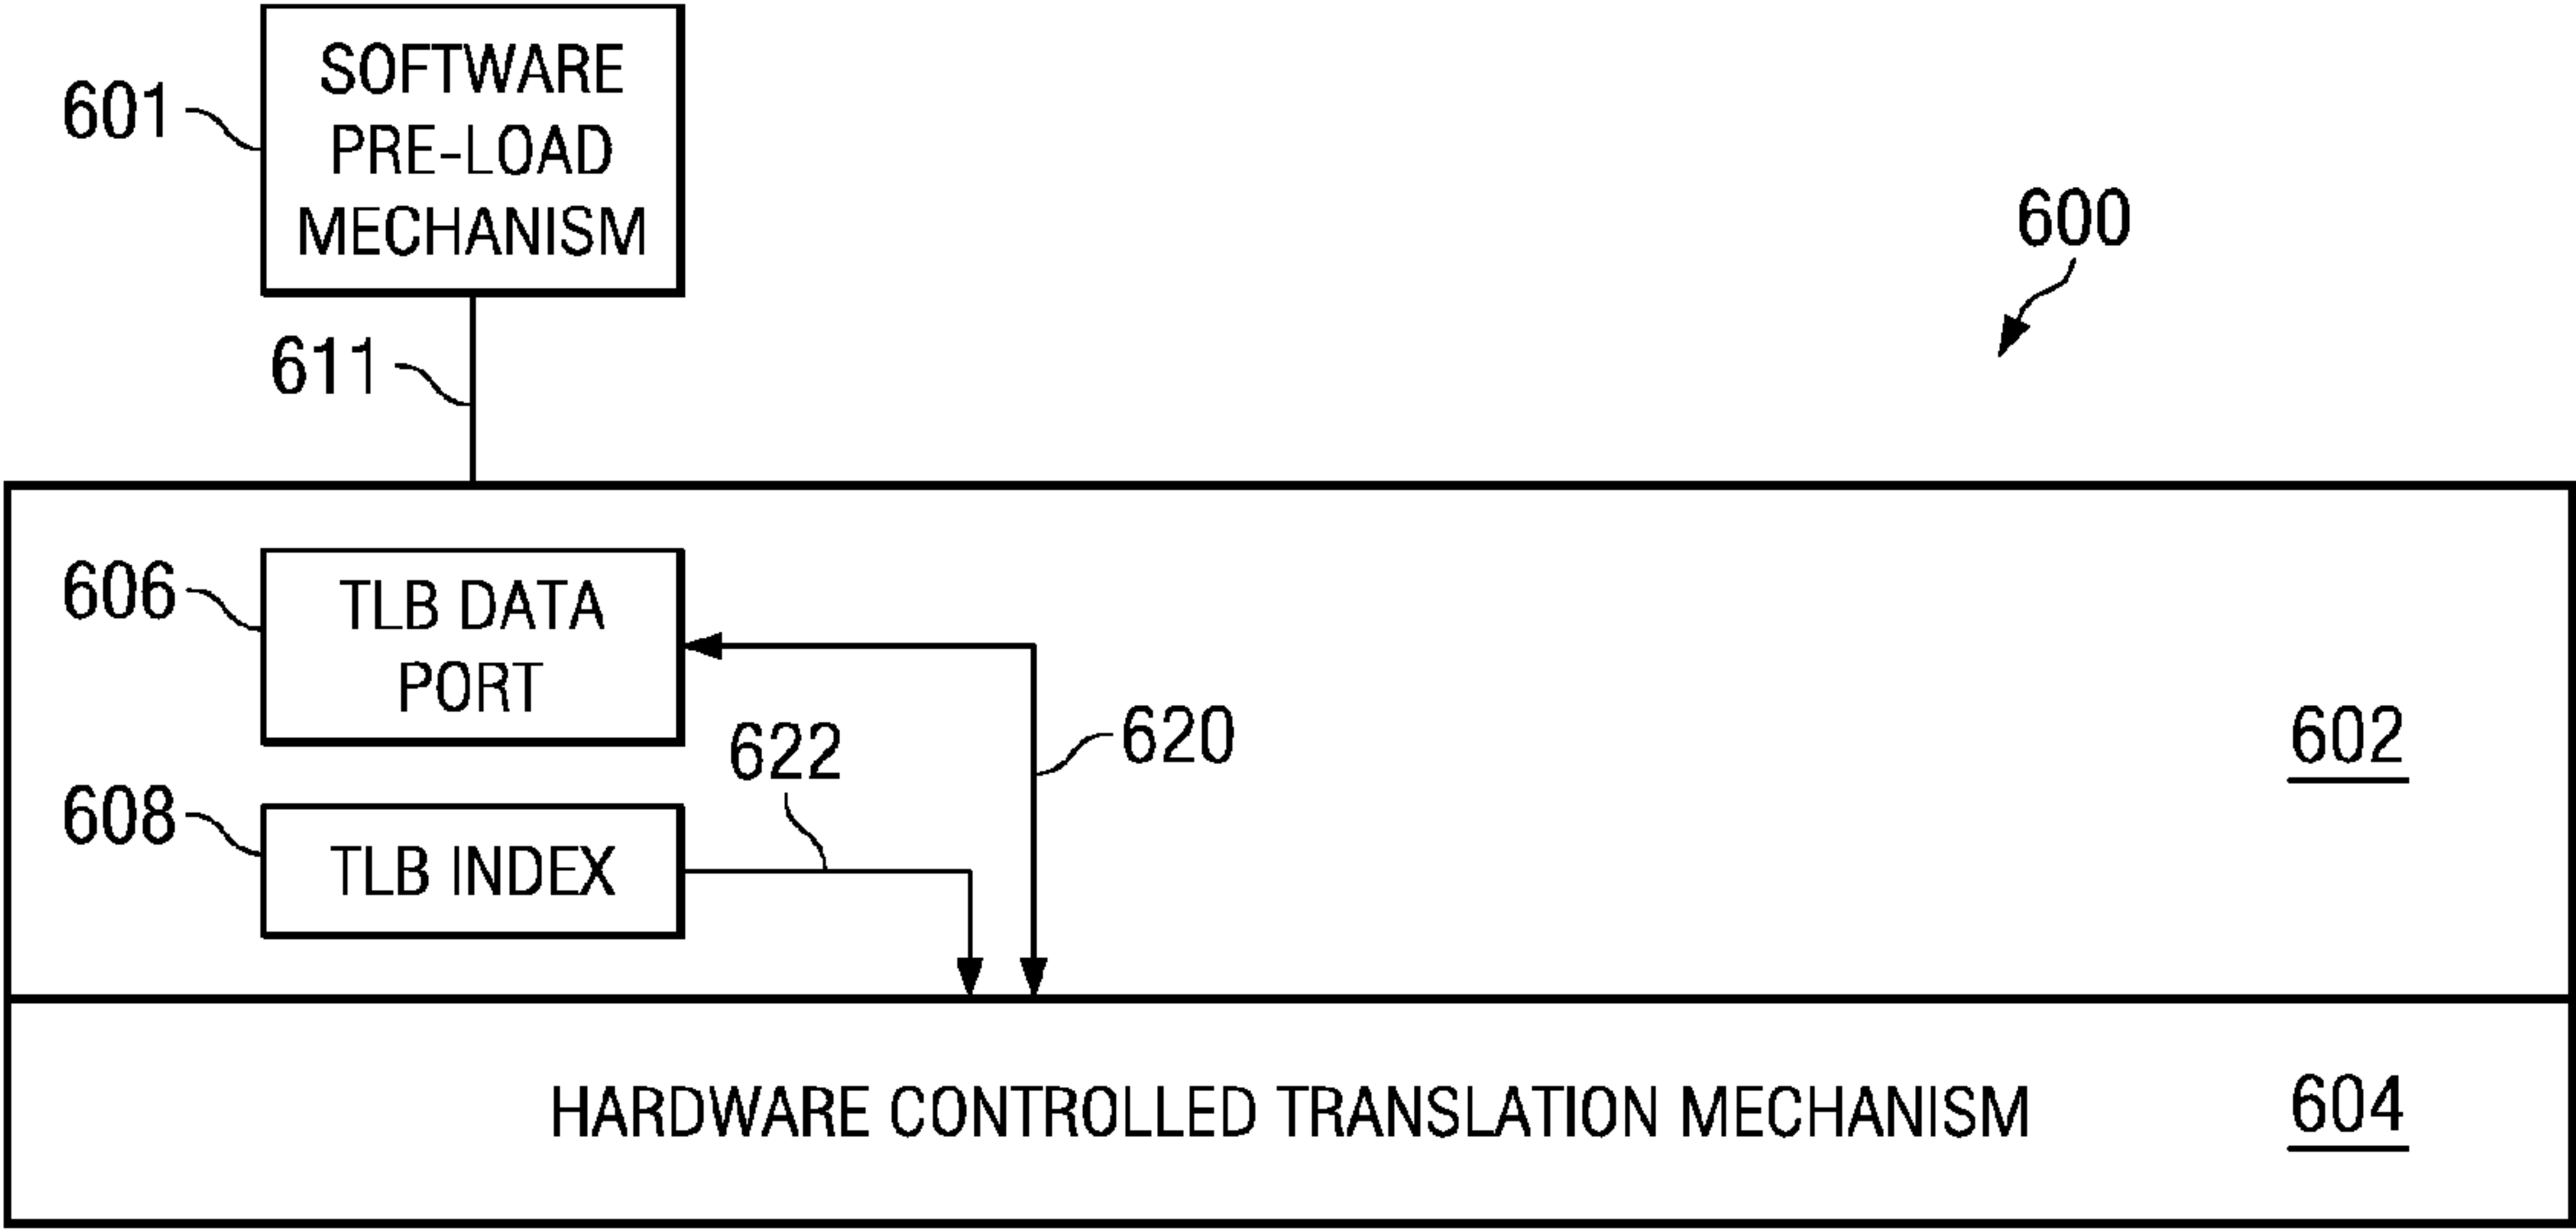 SOFTWARE
PRE-LOAD
MECHANISM
601
600
611
TLB DATA
PORT
606
620
602
622
608
TLB INDEX
HARDWARE CONTROLLED TRANSLATION MECHANISM
604